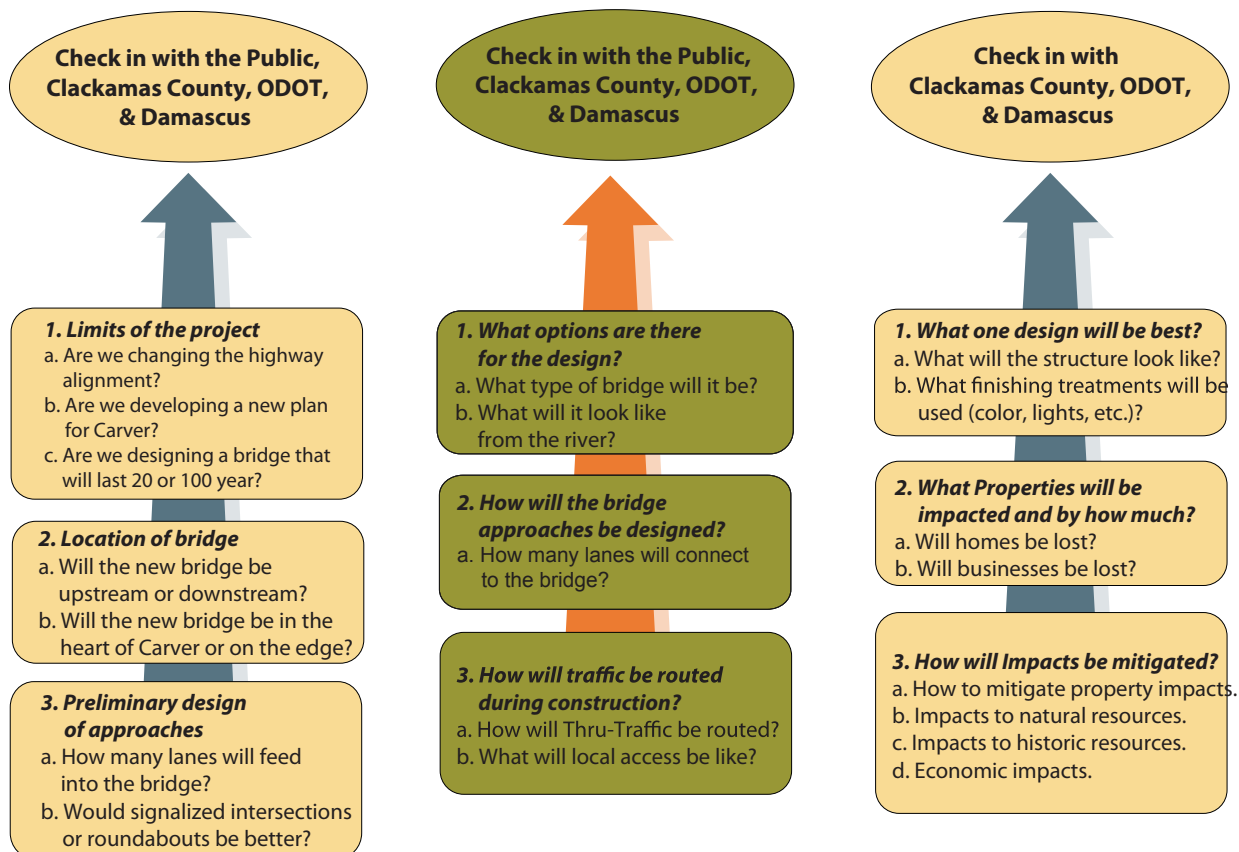 Check in with the Public,
Clackamas County, ODOT,
& Damascus
1. Limits of the project
a. Are we changing the highway
alignment?
b. Are we developing a new plan
for Carver?
c. Are we designing a bridge that
will last 20 or 100 year?
2. Location of bridge
a. Will the new bridge be
upstream or downstream?
b. Will the new bridge be in the
heart of Carver or on the edge?
3. Preliminary design
of approaches
a. How many lanes will feed
into the bridge?
b. Would signalized intersections
or roundabouts be better?
Check in with the Public,
Clackamas County, ODOT,
& Damascus
1. What options are there
for the design?
a. What type of bridge will it be?
b. What will it look like
from the river?
2. How will the bridge
approaches be designed?
a. How many lanes will connect
to the bridge?
3. How will traffic be routed
during construction?
a. How will Thru-Traffic be routed?
b. What will local access be like?
Check in with
Clackamas County, ODOT,
& Damascus
1. What one design will be best?
a. What will the structure look like?
b. What finishing treatments will be
used (color, lights, etc.)?
2. What Properties will be
impacted and by how much?
a. Will homes be lost?
b. Will businesses be lost?
3. How will Impacts be mitigated?
a. How to mitigate property impacts.
b. Impacts to natural resources.
c. Impacts to historic resources.
d. Economic impacts.